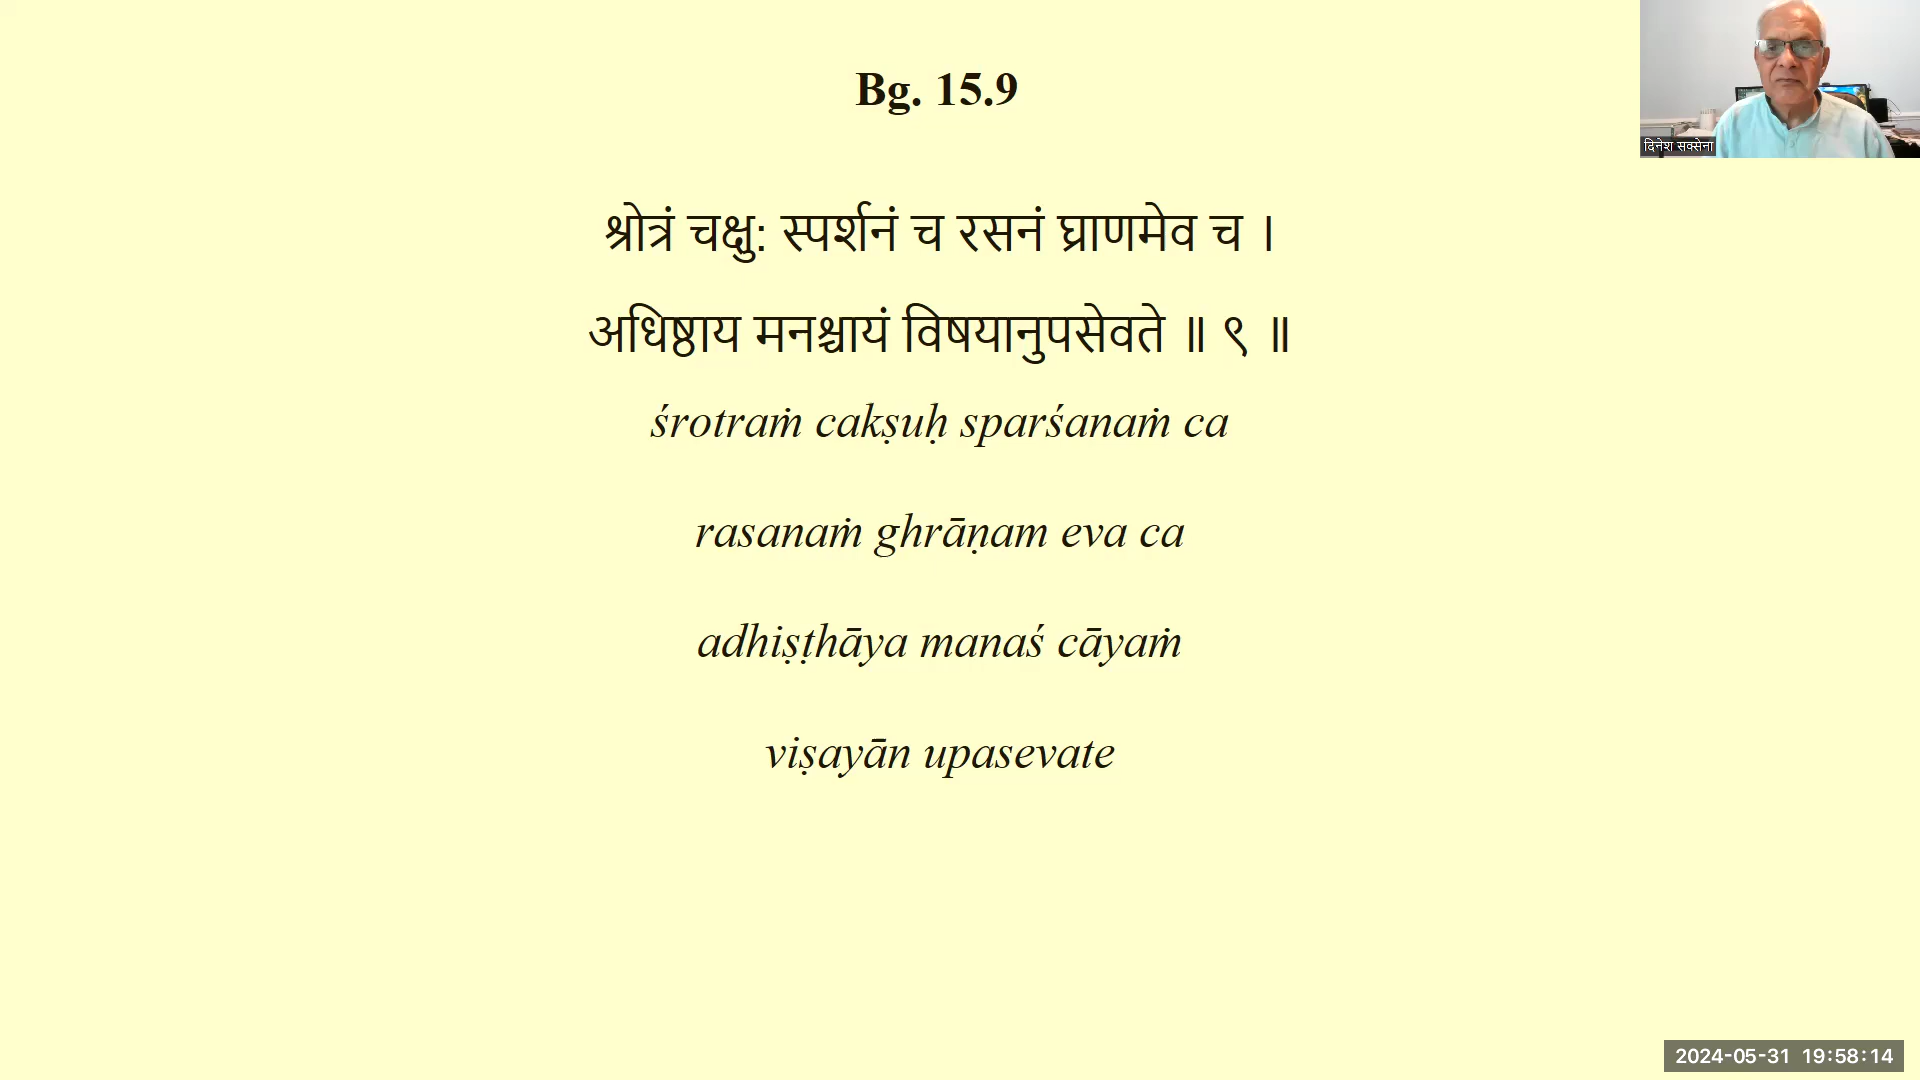 Bg. 15.9
दिनेश सक्सेना
श्रोत्रं चक्षु: स्पर्शनं च रसनं घ्राणमेव च ।
अधिष्ठाय मनश्चायं विषयानुपसेवते ॥ ९ ॥
śrotraṁ cakṣuḥ sparśanaṁ ca
rasanaṁ ghrāṇam eva ca
adhiṣṭhāya manaś cāyaṁ
viṣayān upasevate
2024-05-31 19:58:14